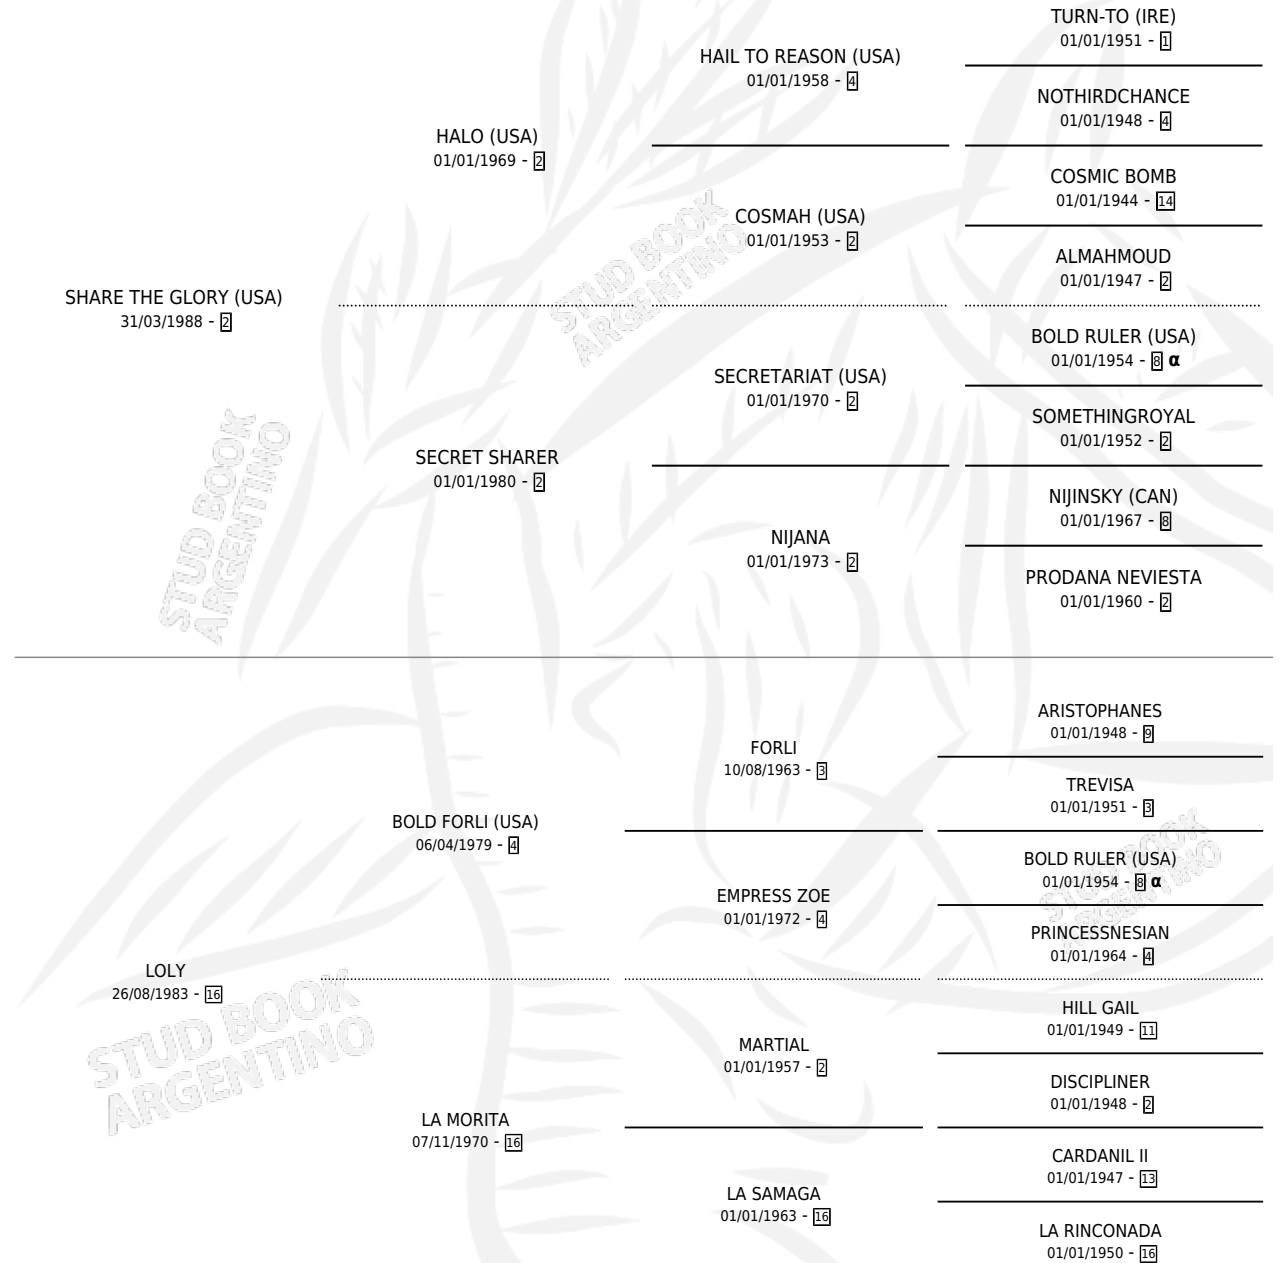 TURN-TO (IRE)
01/01/1951 - 1
HAIL TO REASON (USA)
01/01/1958 - 4
NOTHIRDCHANCE
01/01/1948 - 4
HALO (USA)
01/01/1969 - 2
COSMIC BOMB
01/01/1944 - 14
COSMAH (USA)
01/01/1953 - 2
ALMAHMOUD
01/01/1947 - 2
SHARE THE GLORY (USA)
31/03/1988 - 2
BOLD RULER (USA)
01/01/1954 - 8 α
SECRETARIAT (USA)
01/01/1970 - 2
SOMETHINGROYAL
01/01/1952 - 2
SECRET SHARER
01/01/1980 - 2
NIJINSKY (CAN)
01/01/1967 - 8
NIJANA
01/01/1973 - 2
PRODANA NEVIESTA
01/01/1960 - 2
ARISTOPHANES
01/01/1948 - 9
FORLI
10/08/1963 - 3
TREVISA
01/01/1951 - 3
BOLD FORLI (USA)
06/04/1979 - 4
BOLD RULER (USA)
01/01/1954 - 8 α
EMPRESS ZOE
01/01/1972 - 4
PRINCESSNESIAN
01/01/1964 - 4
LOLY
26/08/1983 - 16
HILL GAIL
01/01/1949 - 11
MARTIAL
01/01/1957 - 2
DISCIPLINER
01/01/1948 - 2
LA MORITA
07/11/1970 - 16
CARDANIL II
01/01/1947 - 13
LA SAMAGA
01/01/1963 - 16
LA RINCONADA
01/01/1950 - 16
STUD BOOK
ARGENTINO
STUD BOOK
ARGENTINO
STUD BOOK
ARGENTINO
STUD BOOK
ARGENTINO